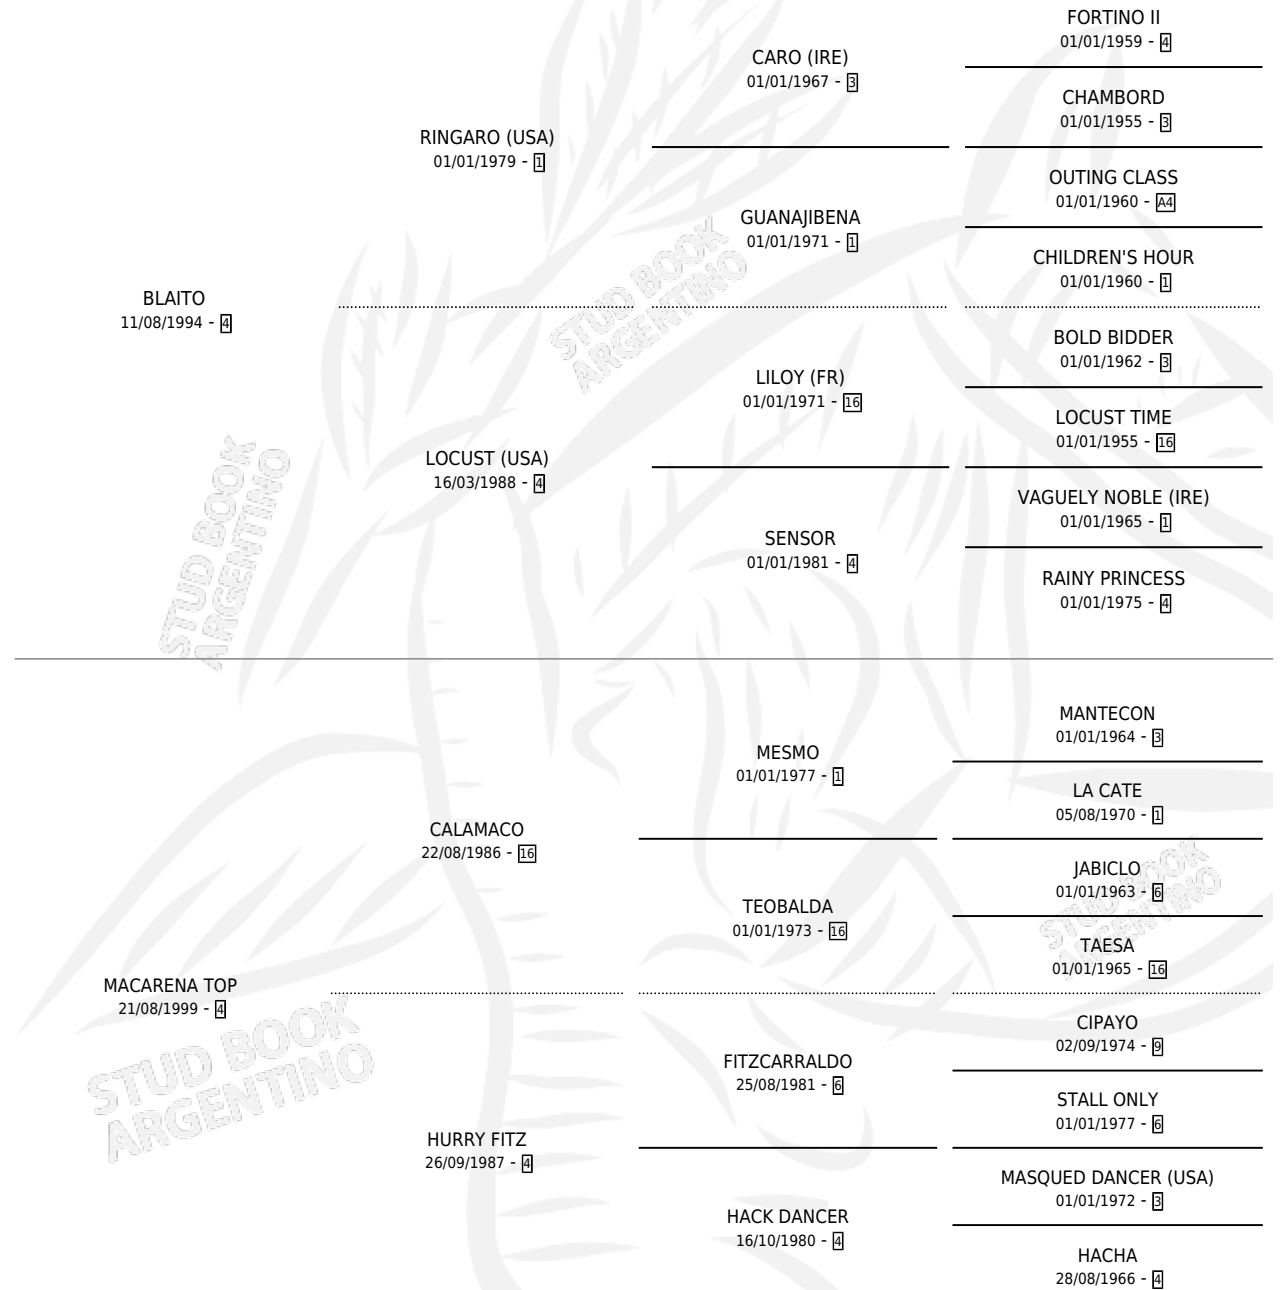 FORTINO II
01/01/1959 - 4
CARO (IRE)
01/01/1967 - 3
CHAMBORD
01/01/1955 - 3
RINGARO (USA)
01/01/1979 - 1
OUTING CLASS
01/01/1960 - A4
GUANAJIBENA
01/01/1971 - 1
CHILDREN'S HOUR
01/01/1960 - 1
BLAITO
11/08/1994 - 4
BOLD BIDDER
01/01/1962 - 3
LILOY (FR)
01/01/1971 - 16
LOCUST TIME
01/01/1955 - 16
LOCUST (USA)
16/03/1988 - 4
VAGUELY NOBLE (IRE)
01/01/1965 - 1
SENSOR
01/01/1981 - 4
RAINY PRINCESS
01/01/1975 - 4
STUD BOOK
ARGENTINO
STUD BOOK
ARGENTINO
MANTECON
01/01/1964 - 3
MESMO
01/01/1977 - 1
LA CATE
05/08/1970 - 1
CALAMACO
22/08/1986 - 16
JABICLO
01/01/1963 - 6
TEOBALDA
01/01/1973 - 16
TAESA
01/01/1965 - 16
MACARENA TOP
21/08/1999 - 4
CIPAYO
02/09/1974 - 9
FITZCARRALDO
25/08/1981 - 6
STALL ONLY
01/01/1977 - 6
HURRY FITZ
26/09/1987 - 4
MASQUED DANCER (USA)
01/01/1972 - 3
HACK DANCER
16/10/1980 - 4
HACHA
28/08/1966 - 4
STUD BOOK
ARGENTINO
STUD BOOK
ARGENTINO